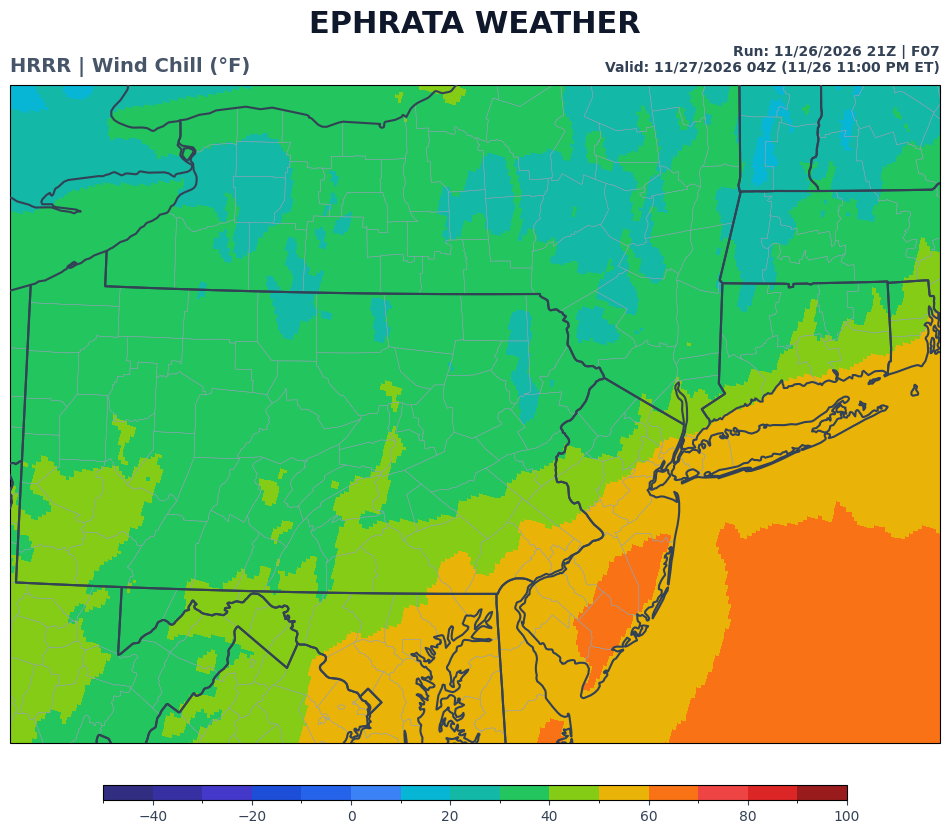 EPHRATA WEATHER
HRRR | Wind Chill (°F)
Run: 11/26/2026 21Z | F07
Valid: 11/27/2026 04Z (11/26 11:00 PM ET)
−40 −20 0 20 40 60 80 100